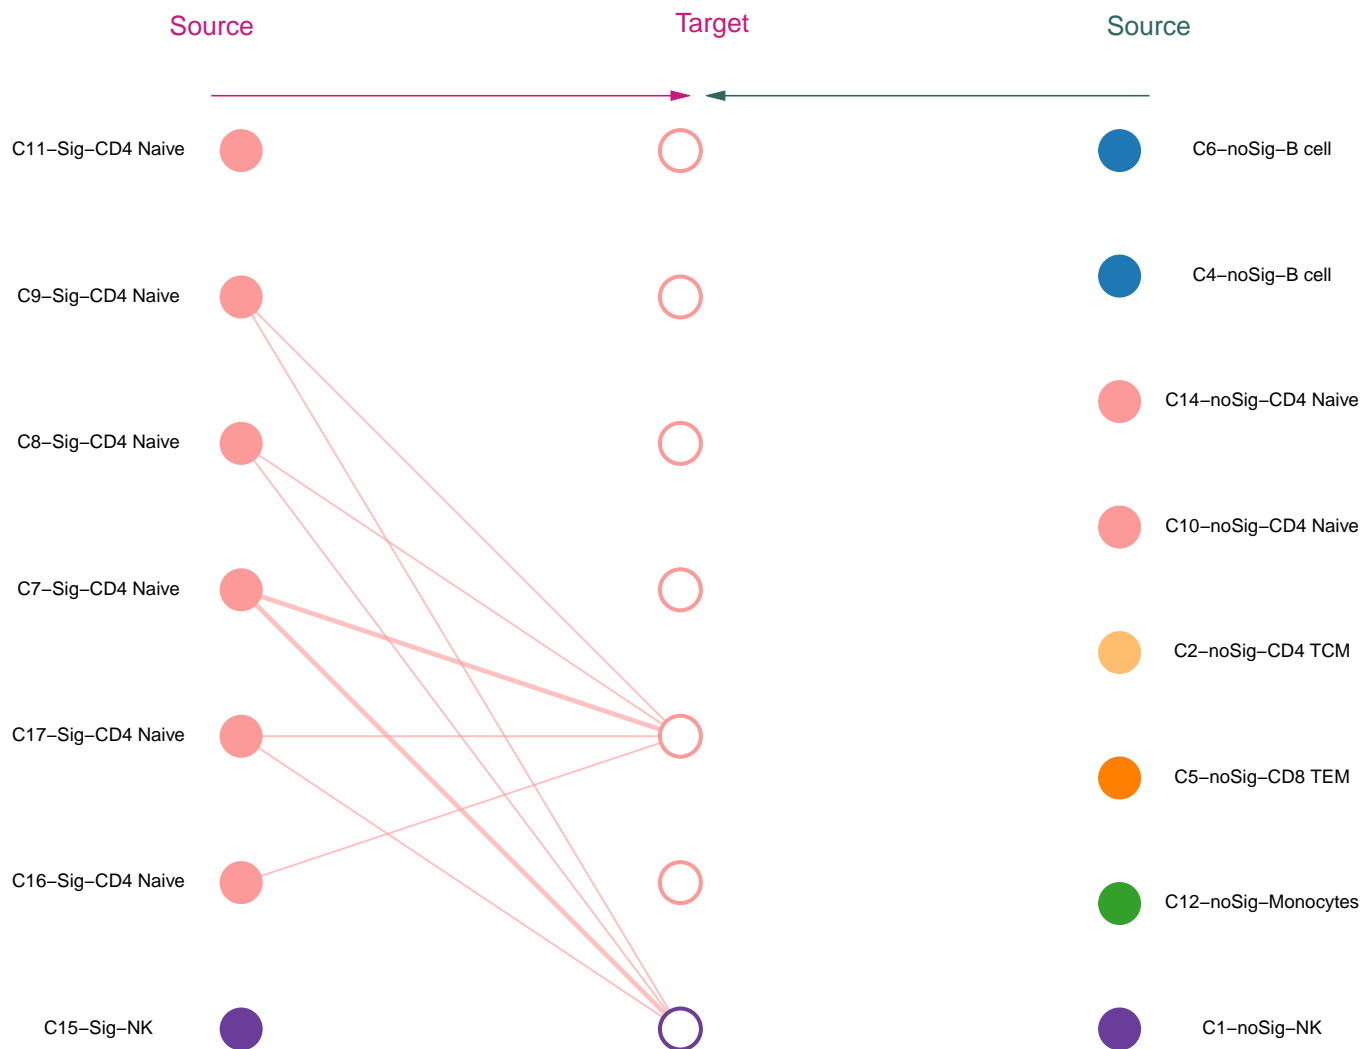 Source
Target
Source
C11−Sig−CD4 Naive
C6−noSig−B cell
C9−Sig−CD4 Naive
C4−noSig−B cell
C14−noSig−CD4 Naive
C8−Sig−CD4 Naive
C10−noSig−CD4 Naive
C7−Sig−CD4 Naive
C2−noSig−CD4 TCM
C17−Sig−CD4 Naive
C5−noSig−CD8 TEM
C16−Sig−CD4 Naive
C12−noSig−Monocytes
C15−Sig−NK
C1−noSig−NK